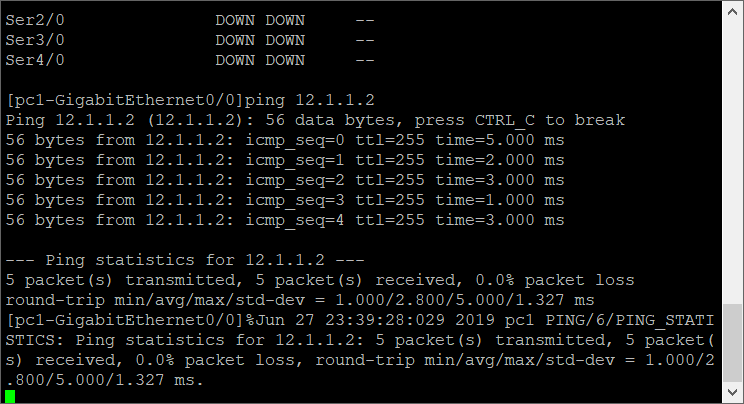 Ser2/0               DOWN DOWN     --
Ser3/0               DOWN DOWN     --
Ser4/0               DOWN DOWN     --
[pc1-GigabitEthernet0/0]ping 12.1.1.2
Ping 12.1.1.2 (12.1.1.2): 56 data bytes, press CTRL_C to break
56 bytes from 12.1.1.2: icmp_seq=0 ttl=255 time=5.000 ms
56 bytes from 12.1.1.2: icmp_seq=1 ttl=255 time=2.000 ms
56 bytes from 12.1.1.2: icmp_seq=2 ttl=255 time=3.000 ms
56 bytes from 12.1.1.2: icmp_seq=3 ttl=255 time=1.000 ms
56 bytes from 12.1.1.2: icmp_seq=4 ttl=255 time=3.000 ms
--- Ping statistics for 12.1.1.2 ---
5 packet(s) transmitted, 5 packet(s) received, 0.0% packet loss
round-trip min/avg/max/std-dev = 1.000/2.800/5.000/1.327 ms
[pc1-GigabitEthernet0/0]%Jun 27 23:39:28:029 2019 pc1 PING/6/PING_STATI
STICS: Ping statistics for 12.1.1.2: 5 packet(s) transmitted, 5 packet(
s) received, 0.0% packet loss, round-trip min/avg/max/std-dev = 1.000/2
.800/5.000/1.327 ms.